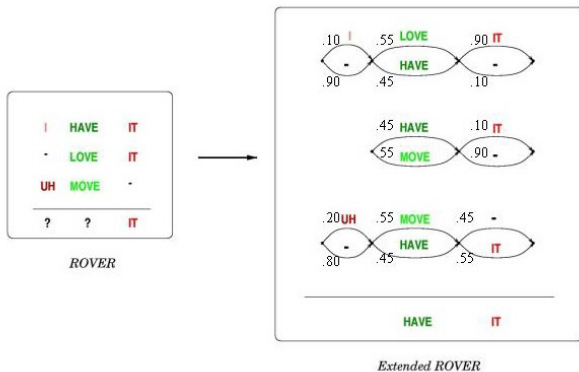 I HAVE IT
- LOVE IT
UH MOVE -
? ? IT
ROVER
.10 I .55 LOVE .90 IT
- HAVE -
.90 .45 .10
.45 HAVE .10 IT
.55 MOVE .90 -
.20 UH .55 MOVE .45 -
- HAVE IT
.80 .45 .55
HAVE IT
Extended ROVER